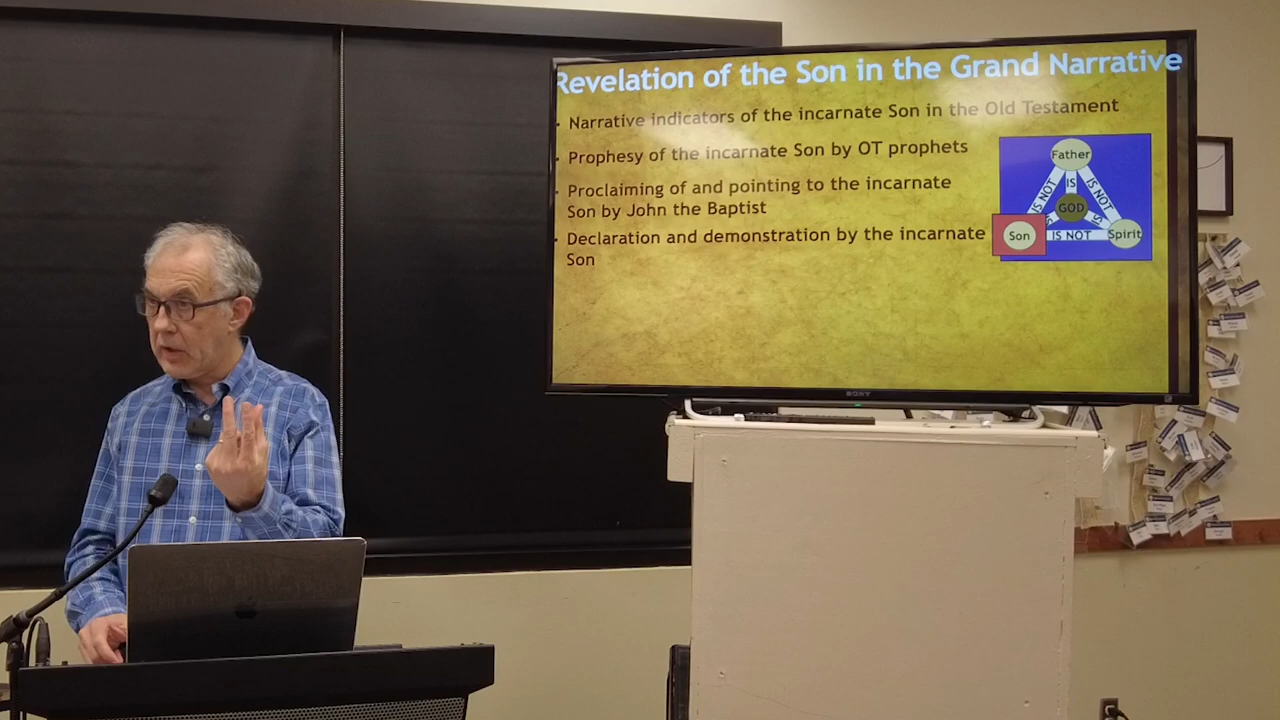 Revelation of the Son in the Grand Narrative
Narrative indicators of the incarnate Son in the Old Testament
Prophesy of the incarnate Son by OT prophets
Proclaiming of and pointing to the incarnate
Son by John the Baptist
Declaration and demonstration by the incarnate
Son
Father
IS NOT
IS
IS NOT
GOD
IS
IS
Son
IS NOT
Spirit
SONY